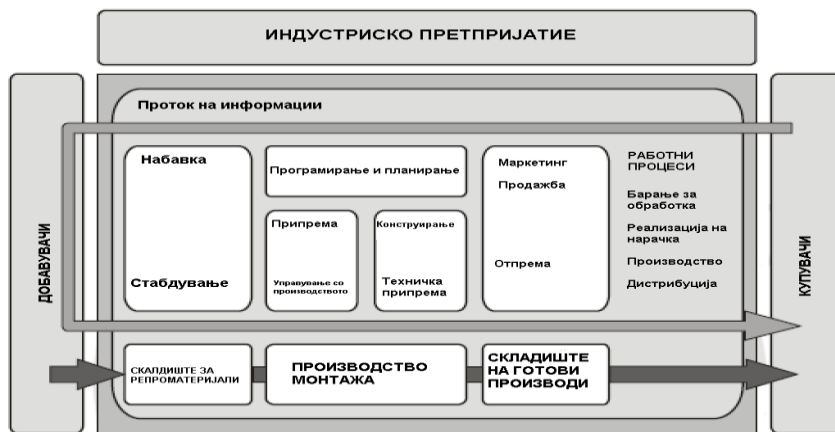 ИНДУСТРИСКО ПРЕТПРИЈАТИЕ
ДОБАВУВАЧИ
Проток на информации
Набавка
Стабдување
Програмирање и планирање
Припрема
Управување со
производството
Конструирање
Техничка
припрема
Маркетинг
Продажба
Отпрема
РАБОТНИ
ПРОЦЕСИ
Барање за
обработка
Реализација на
нарачка
Производство
Дистрибуција
СКАЛДИШТЕ ЗА
РЕПРОМАТЕРИЈАЛИ
ПРОИЗВОДСТВО
МОНТАЖА
СКЛАДИШТЕ
НА ГОТОВИ
ПРОИЗВОДИ
КУПУВАЧИ